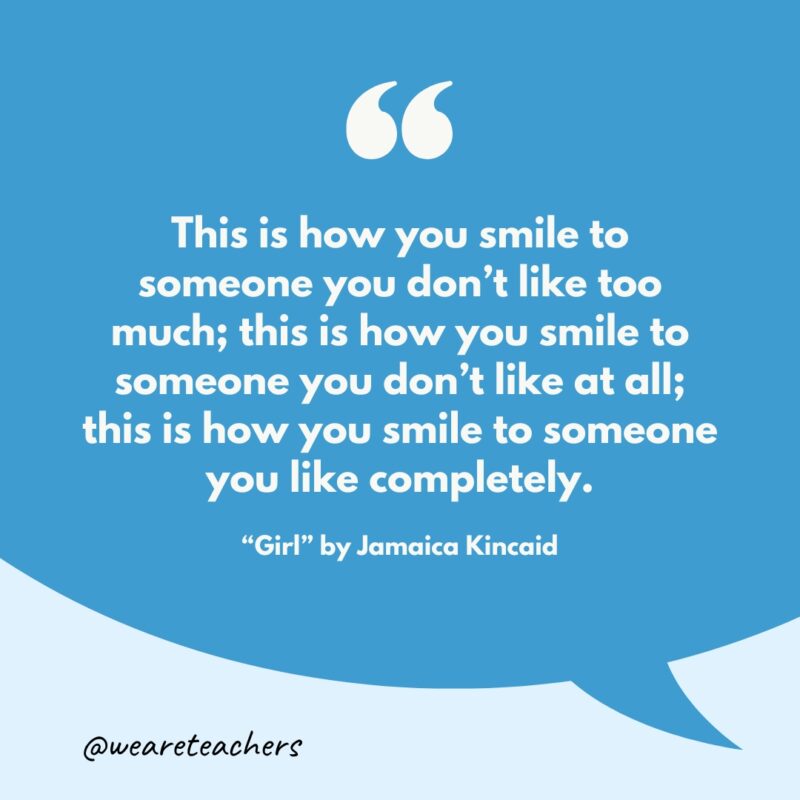 This is how you smile to
someone you don’t like too
much; this is how you smile to
someone you don’t like at all;
this is how you smile to someone
you like completely.
“Girl” by Jamaica Kincaid
@weareteachers